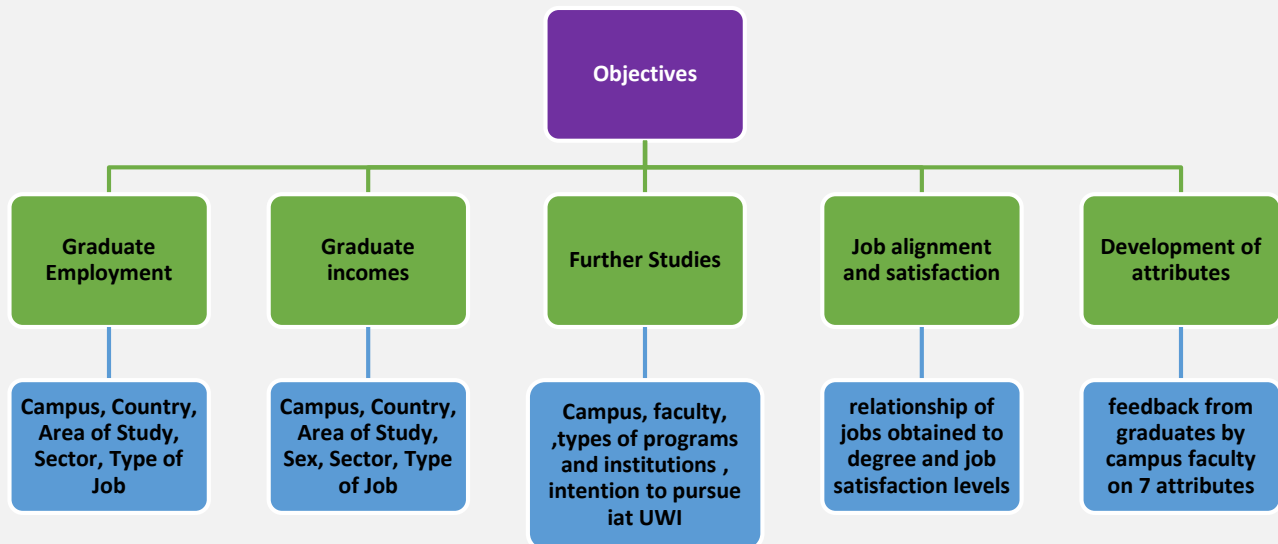 Objectives
Graduate
Employment
Graduate
incomes
Further Studies
Job alignment
and satisfaction
Development of
attributes
Campus, Country,
Area of Study,
Sector, Type of
Job
Campus, Country,
Area of Study,
Sex, Sector, Type
of Job
Campus, faculty,
,types of programs
and institutions ,
intention to pursue
iat UWI
relationship of
jobs obtained to
degree and job
satisfaction levels
feedback from
graduates by
campus faculty
on 7 attributes